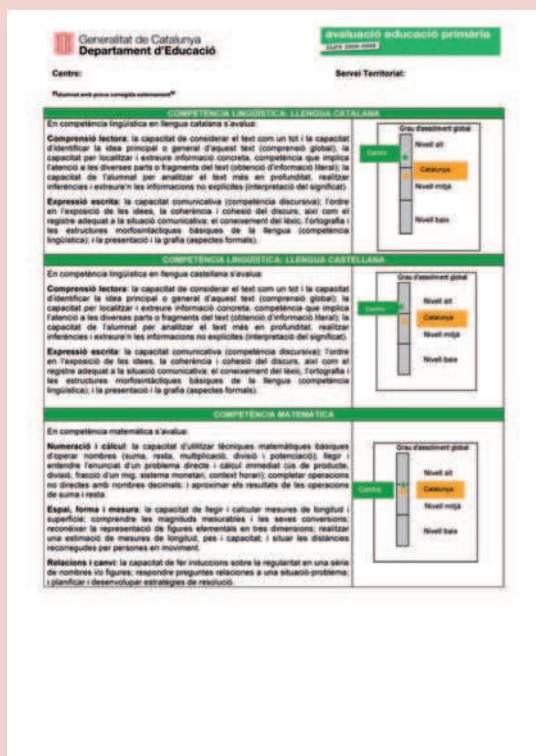 Generalitat de Catalunya
Departament d'Educació
avaluació educació primària
Centre:
Servei Territorial:
COMPETÈNCIA LINGÜÍSTICA: LLENGUA CATALANA
En competència lingüística en llengua catalana s'avalua:
Comprensió lectora: la capacitat de considerar el text com un tot i la capacitat
d'identificar la idea principal o general d'aquest text (comprensió global); la
capacitat per localitzar i extreure informació concreta, competència que implica
l'atenció a les diverses parts o fragments del text (obtenció d'informació literal); la
capacitat de l'alumnat per analitzar el text més en profunditat, realitzar
inferències i extreure'n les informacions no explícites (interpretació del significat).
Expressió escrita: la capacitat comunicativa (competència discursiva); l'ordre
en l'exposició de les idees, la coherència i cohesió del discurs, així com el
registre adequat a la situació comunicativa; el coneixement del lèxic, l'ortografia i
les estructures morfosintàctiques bàsiques de la llengua (competència
lingüística); i la presentació i la grafia (aspectes formals).
Grau d'assoliment global
Nivell alt
Centre
Catalunya
Nivell mitjà
Nivell baix
COMPETÈNCIA LINGÜÍSTICA: LLENGUA CASTELLANA
En competència lingüística en llengua castellana s'avalua:
Comprensió lectora: la capacitat de considerar el text com un tot i la capacitat
d'identificar la idea principal o general d'aquest text (comprensió global); la
capacitat per localitzar i extreure informació concreta, competència que implica
l'atenció a les diverses parts o fragments del text (obtenció d'informació literal); la
capacitat de l'alumnat per analitzar el text més en profunditat, realitzar
inferències i extreure'n les informacions no explícites (interpretació del significat).
Expressió escrita: la capacitat comunicativa (competència discursiva); l'ordre
en l'exposició de les idees, la coherència i cohesió del discurs, així com el
registre adequat a la situació comunicativa; el coneixement del lèxic, l'ortografia i
les estructures morfosintàctiques bàsiques de la llengua (competència
lingüística); i la presentació i la grafia (aspectes formals).
Grau d'assoliment global
Nivell alt
Centre
Catalunya
Nivell mitjà
Nivell baix
COMPETÈNCIA MATEMÀTICA
En competència matemàtica s'avalua:
Numeració i càlcul: la capacitat d'utilitzar tècniques matemàtiques bàsiques
d'operar nombres (suma, resta, multiplicació, divisió i potenciació); llegir i
entendre l'enunciat d'un problema directe i càlcul immediat (ús de producte,
divisió, fracció d'un mig, sistema monetari, context horari); completar operacions
no directes amb nombres decimals; i aproximar els resultats de les operacions
de suma i resta.
Espai, forma i mesura: la capacitat de llegir i calcular mesures de longitud i
superfície; comprendre les magnituds mesurables i les seves conversions;
reconèixer la representació de figures elementals en tres dimensions; realitzar
una estimació de mesures de longitud, pes i capacitat; i situar les distàncies
recorregudes per persones en moviment.
Relacions i canvi: la capacitat de fer induccions sobre la regularitat en una sèrie
de nombres i/o figures; respondre preguntes relaciones a una situació-problema;
i planificar i desenvolupar estratègies de resolució.
Grau d'assoliment global
Nivell alt
Centre
Catalunya
Nivell mitjà
Nivell baix